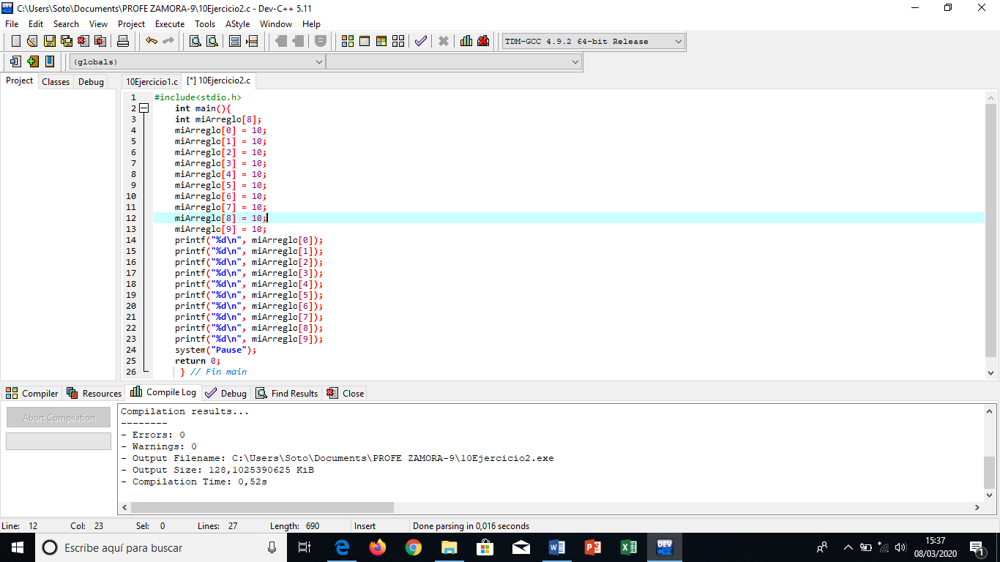 C:\Users\Soto\Documents\PROFE ZAMORA-9\10Ejercicio2.c - Dev-C++ 5.11
File Edit Search View Project Execute Tools AStyle Window Help
TDM-GCC 4.9.2 64-bit Release
(globals)
Project Classes Debug 10Ejercicio1.c [*] 10Ejercicio2.c
1 #include<stdio.h>
2 int main(){
3 int miArreglo[8];
4 miArreglo[0] = 10;
5 miArreglo[1] = 10;
6 miArreglo[2] = 10;
7 miArreglo[3] = 10;
8 miArreglo[4] = 10;
9 miArreglo[5] = 10;
10 miArreglo[6] = 10;
11 miArreglo[7] = 10;
12 miArreglo[8] = 10;
13 miArreglo[9] = 10;
14 printf("%d\n", miArreglo[0]);
15 printf("%d\n", miArreglo[1]);
16 printf("%d\n", miArreglo[2]);
17 printf("%d\n", miArreglo[3]);
18 printf("%d\n", miArreglo[4]);
19 printf("%d\n", miArreglo[5]);
20 printf("%d\n", miArreglo[6]);
21 printf("%d\n", miArreglo[7]);
22 printf("%d\n", miArreglo[8]);
23 printf("%d\n", miArreglo[9]);
24 system("Pause");
25 return 0;
26 } // Fin main
Compiler Resources Compile Log Debug Find Results Close
Abort Compilation
Compilation results...
--------
- Errors: 0
- Warnings: 0
- Output Filename: C:\Users\Soto\Documents\PROFE ZAMORA-9\10Ejercicio2.exe
- Output Size: 128,1025390625 KiB
- Compilation Time: 0,52s
Line: 12 Col: 23 Sel: 0 Lines: 27 Length: 690 Insert Done parsing in 0,016 seconds
Escribe aquí para buscar
15:37
08/03/2020
1